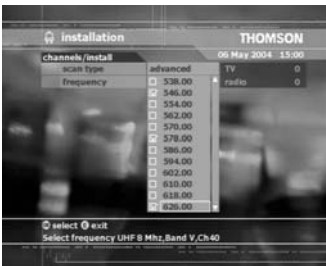 installation THOMSON
channels/install 06 May 2004 15:00
scan type advanced TV 0
frequency 538.00 radio 0
546.00
554.00
562.00
570.00
578.00
586.00
594.00
602.00
610.00
618.00
626.00
select exit
Select frequency UHF 8 Mhz,Band V,Ch40